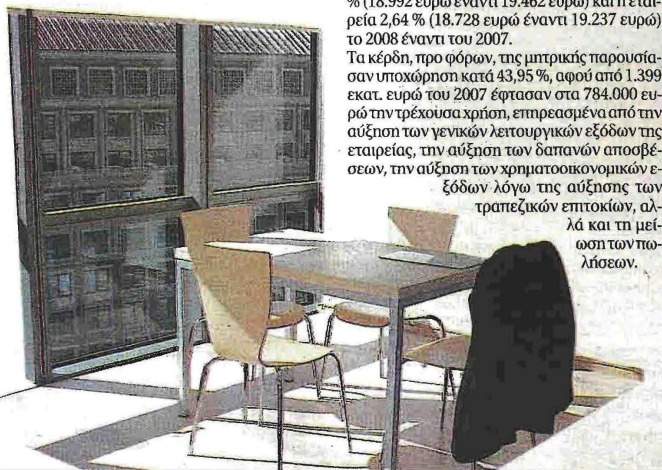 % (18.992 ευρώ έναντι 19.462 ευρώ) και η εται-
ρεία 2,64 % (18.728 ευρώ έναντι 19.237 ευρώ)
το 2008 έναντι του 2007.
Τα κέρδη, προ φόρων, της μητρικής παρουσία-
σαν υποχώρηση κατά 43,95 %, αφού από 1.399
εκατ. ευρώ του 2007 έφτασαν στα 784.000 ευ-
ρώ την τρέχουσα χρήση, επηρεασμένα από την
αύξηση των γενικών λειτουργικών εξόδων της
εταιρείας, την αύξηση των δαπανών αποσβέ-
σεων, την αύξηση των χρηματοοικονομικών ε-
ξόδων λόγω της αύξησης των
τραπεζικών επιτοκίων, αλ-
λά και τη μεί-
ωση των πω-
λήσεων.